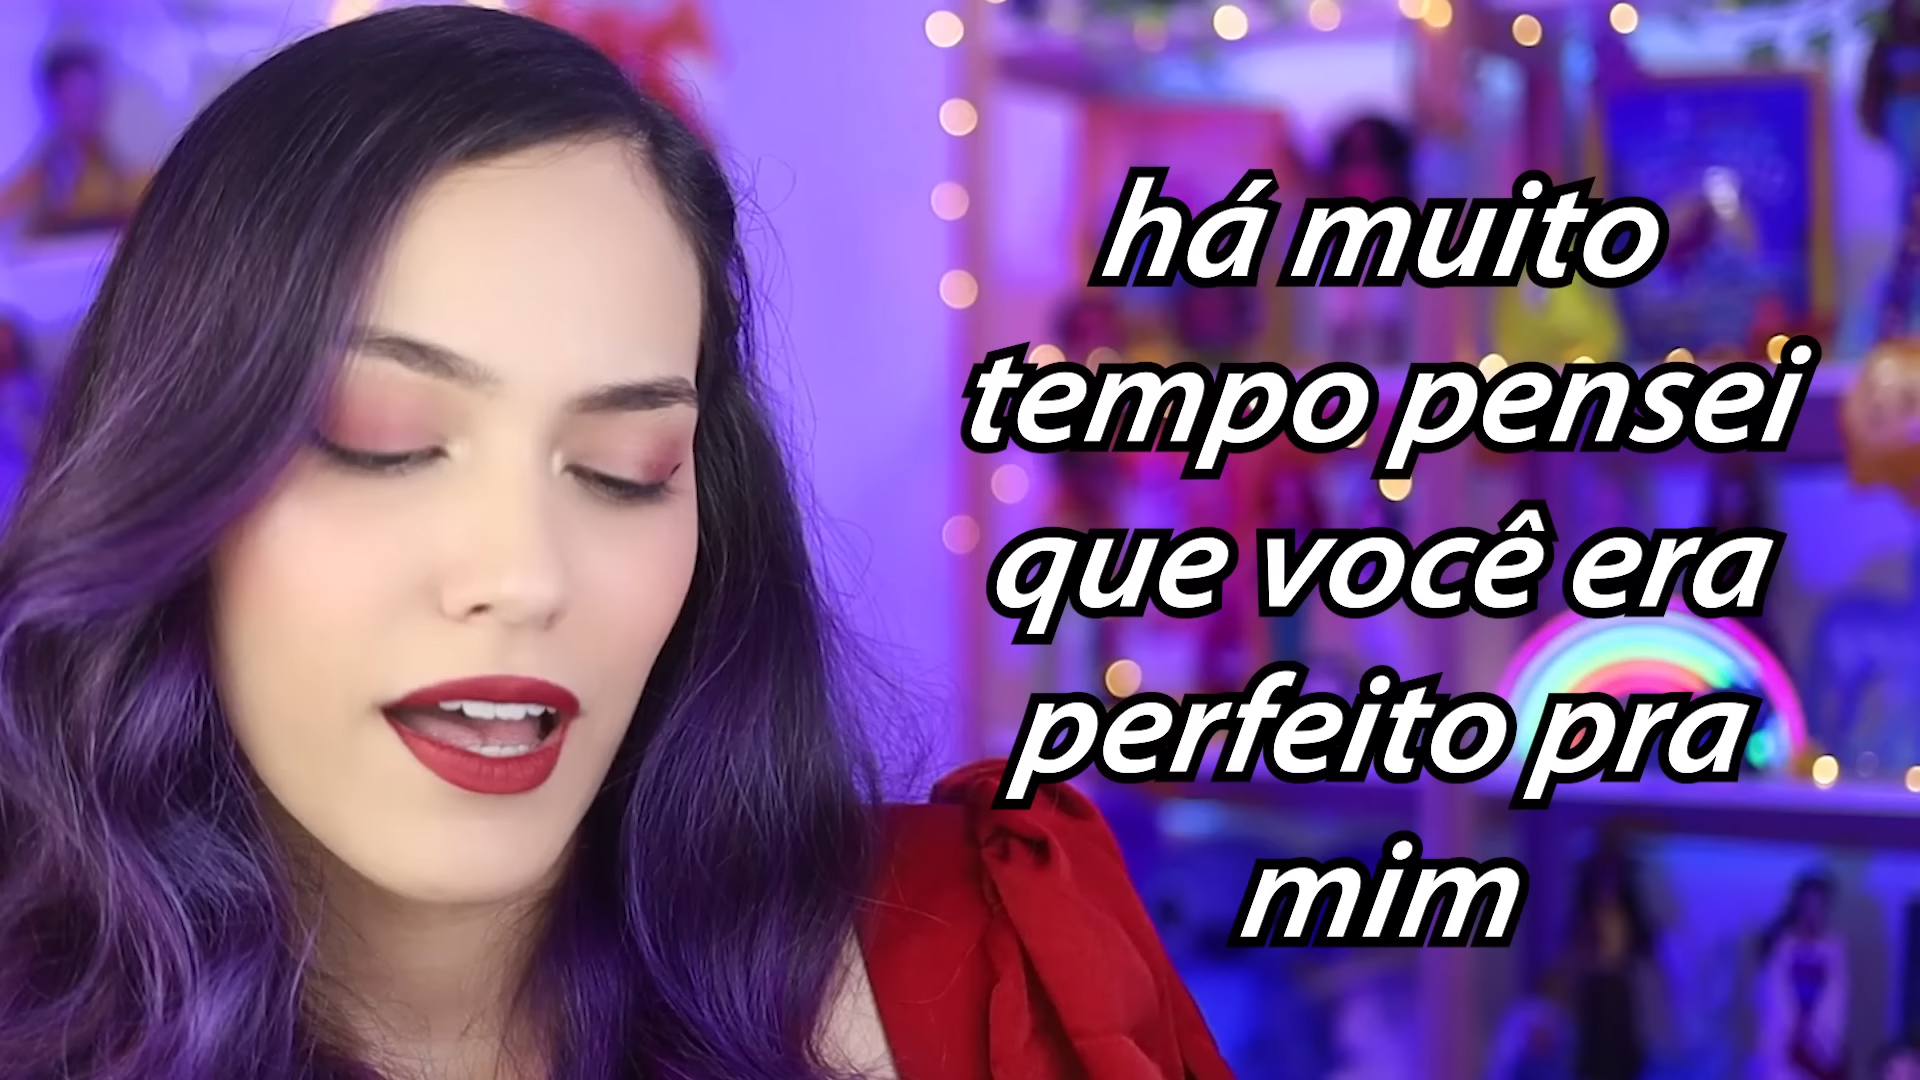 há muito
tempo pensei
que você era
perfeito pra
mim